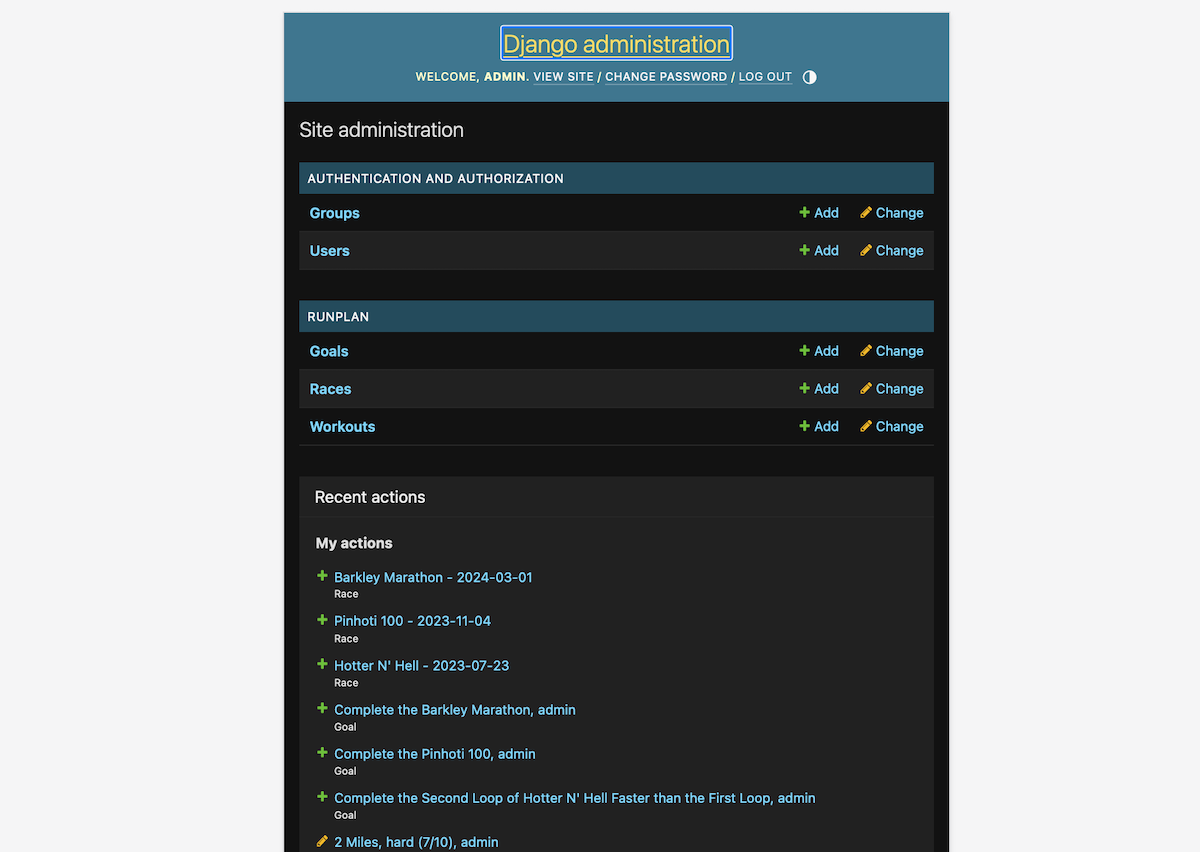 Django administration
WELCOME, ADMIN. VIEW SITE / CHANGE PASSWORD / LOG OUT
Site administration
AUTHENTICATION AND AUTHORIZATION
Groups Add Change
Users Add Change
RUNPLAN
Goals Add Change
Races Add Change
Workouts Add Change
Recent actions
My actions
Barkley Marathon - 2024-03-01
Race
Pinhoti 100 - 2023-11-04
Race
Hotter N' Hell - 2023-07-23
Race
Complete the Barkley Marathon, admin
Goal
Complete the Pinhoti 100, admin
Goal
Complete the Second Loop of Hotter N' Hell Faster than the First Loop, admin
Goal
2 Miles, hard (7/10), admin